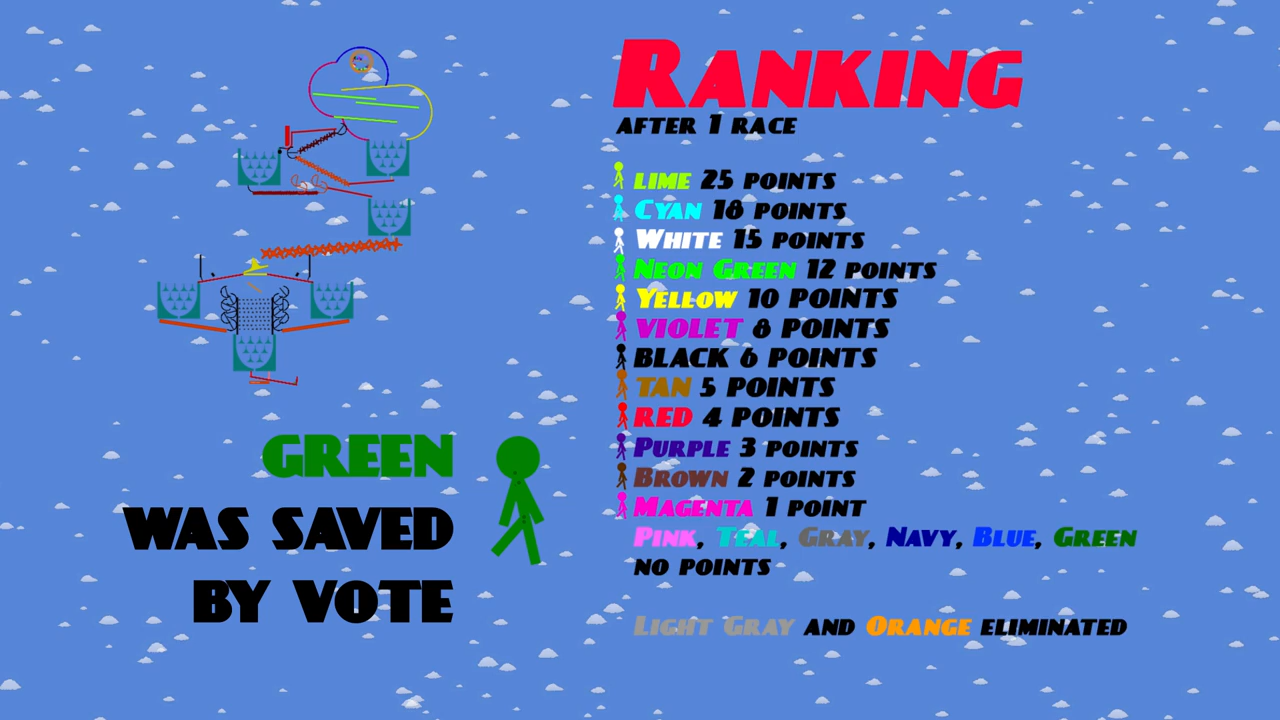 RANKING
AFTER 1 RACE
LIME 25 POINTS
CYAN 18 POINTS
WHITE 15 POINTS
NEON GREEN 12 POINTS
YELLOW 10 POINTS
VIOLET 8 POINTS
BLACK 6 POINTS
TAN 5 POINTS
RED 4 POINTS
PURPLE 3 POINTS
BROWN 2 POINTS
MAGENTA 1 POINT
PINK, TEAL, GRAY, NAVY, BLUE, GREEN
NO POINTS
LIGHT GRAY AND ORANGE ELIMINATED
GREEN
WAS SAVED
BY VOTE